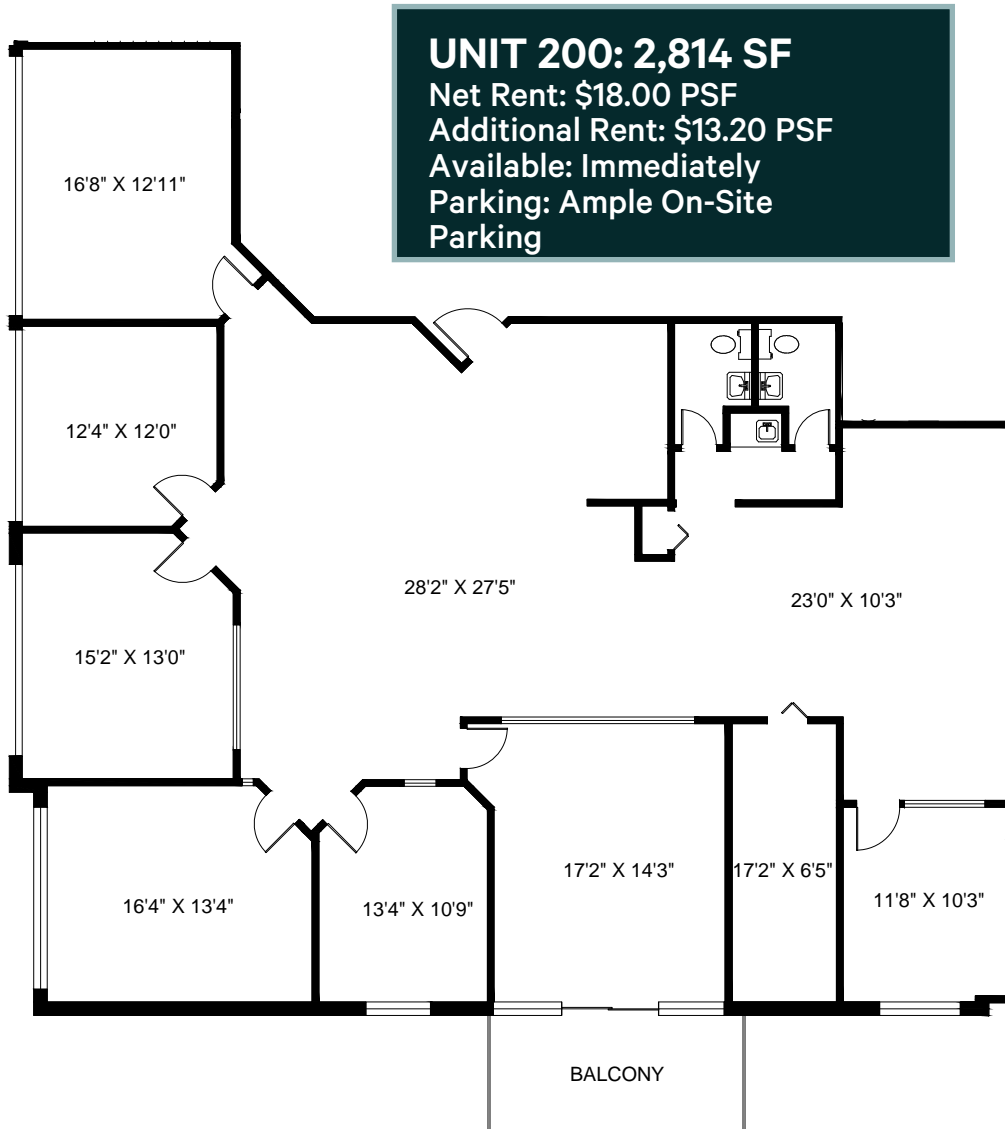 UNIT 200: 2,814 SF
Net Rent: $18.00 PSF
Additional Rent: $13.20 PSF
Available: Immediately
Parking: Ample On-Site
Parking
16'8" X 12'11"
12'4" X 12'0"
28'2" X 27'5"
23'0" X 10'3"
15'2" X 13'0"
17'2" X 14'3"
17'2" X 6'5"
11'8" X 10'3"
16'4" X 13'4"
13'4" X 10'9"
BALCONY